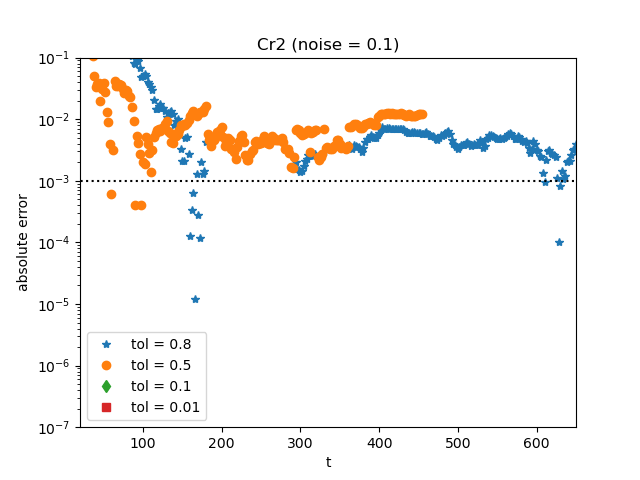 Cr2 (noise = 0.1)
absolute error
10⁻¹
10⁻²
10⁻³
10⁻⁴
10⁻⁵
10⁻⁶
10⁻⁷
tol = 0.8
tol = 0.5
tol = 0.1
tol = 0.01
100 200 300 400 500 600
t